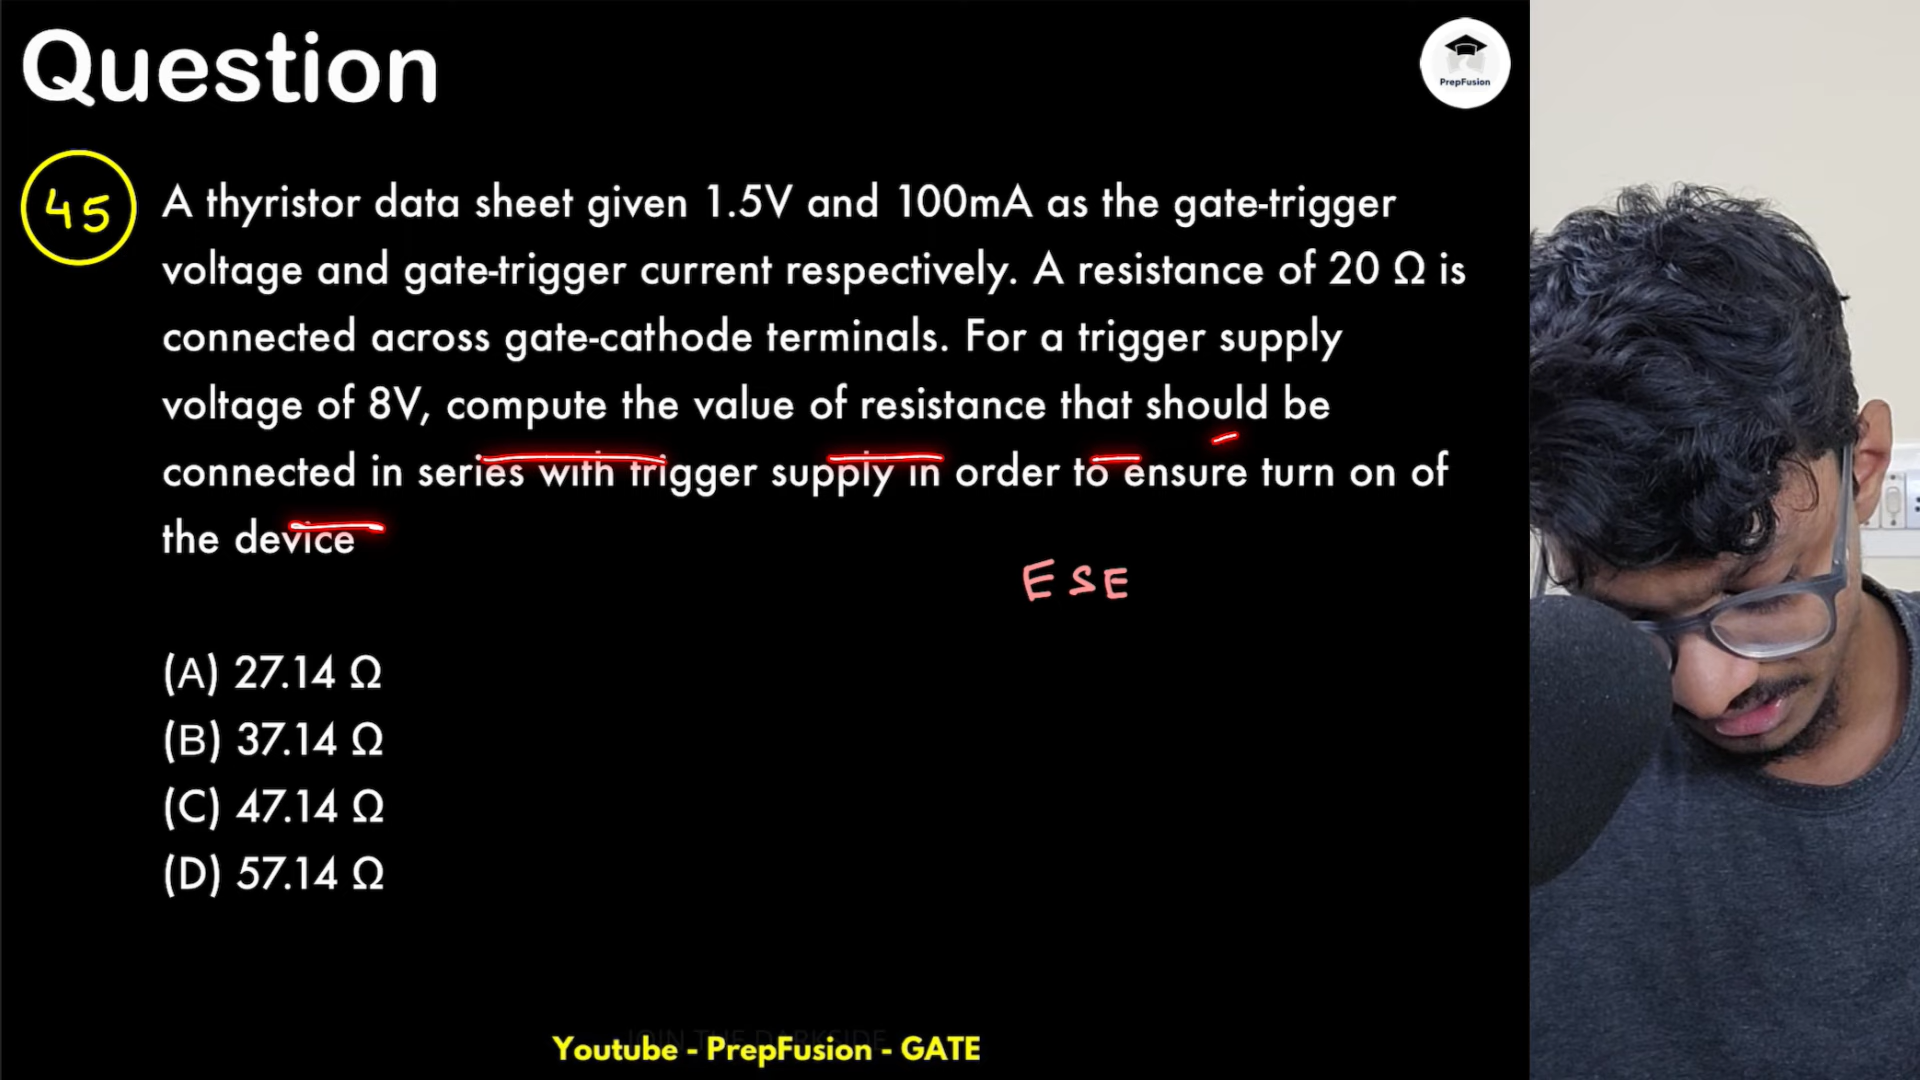 Question
PrepFusion
45
A thyristor data sheet given 1.5V and 100mA as the gate-trigger
voltage and gate-trigger current respectively. A resistance of 20 Ω is
connected across gate-cathode terminals. For a trigger supply
voltage of 8V, compute the value of resistance that should be
connected in series with trigger supply in order to ensure turn on of
the device
ESE
(A) 27.14 Ω
(B) 37.14 Ω
(C) 47.14 Ω
(D) 57.14 Ω
JOIN THE DARKSIDE
Youtube - PrepFusion - GATE